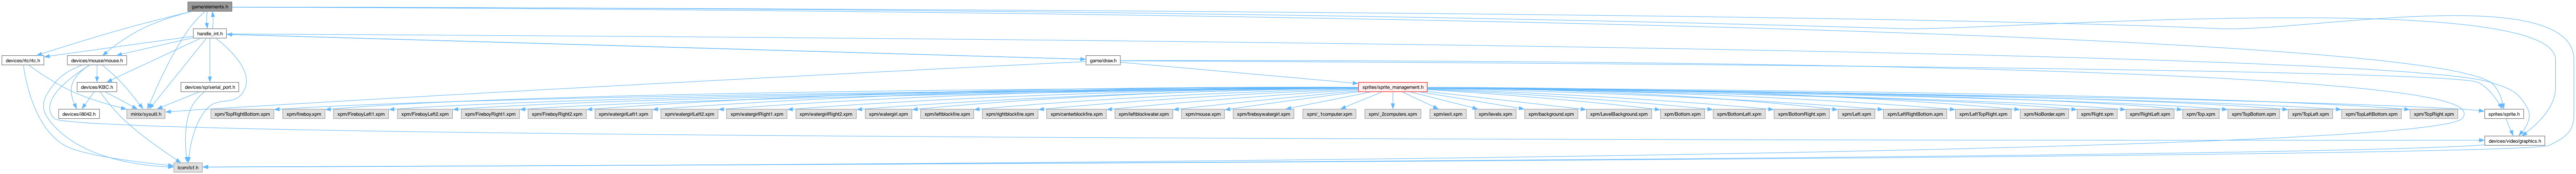 game/elements.h
handle_int.h
devices/rtc/rtc.h
devices/mouse/mouse.h
game/draw.h
devices/KBC.h
devices/sp/serial_port.h
sprites/sprite_management.h
devices/i8042.h
minix/sysutil.h
xpm/TopRightBottom.xpm
xpm/fireboy.xpm
xpm/FireboyLeft1.xpm
xpm/FireboyLeft2.xpm
xpm/FireboyRight1.xpm
xpm/FireboyRight2.xpm
xpm/watergirlLeft1.xpm
xpm/watergirlLeft2.xpm
xpm/watergirlRight1.xpm
xpm/watergirlRight2.xpm
xpm/watergirl.xpm
xpm/leftblockfire.xpm
xpm/rightblockfire.xpm
xpm/centerblockfire.xpm
xpm/leftblockwater.xpm
xpm/mouse.xpm
xpm/fireboywatergirl.xpm
xpm/_1computer.xpm
xpm/_2computers.xpm
xpm/exit.xpm
xpm/levels.xpm
xpm/background.xpm
xpm/LevelBackground.xpm
xpm/Bottom.xpm
xpm/BottomLeft.xpm
xpm/BottomRight.xpm
xpm/Left.xpm
xpm/LeftRightBottom.xpm
xpm/LeftTopRight.xpm
xpm/NoBorder.xpm
xpm/Right.xpm
xpm/RightLeft.xpm
xpm/Top.xpm
xpm/TopBottom.xpm
xpm/TopLeft.xpm
xpm/TopLeftBottom.xpm
xpm/TopRight.xpm
sprites/sprite.h
devices/video/graphics.h
lcom/lcf.h